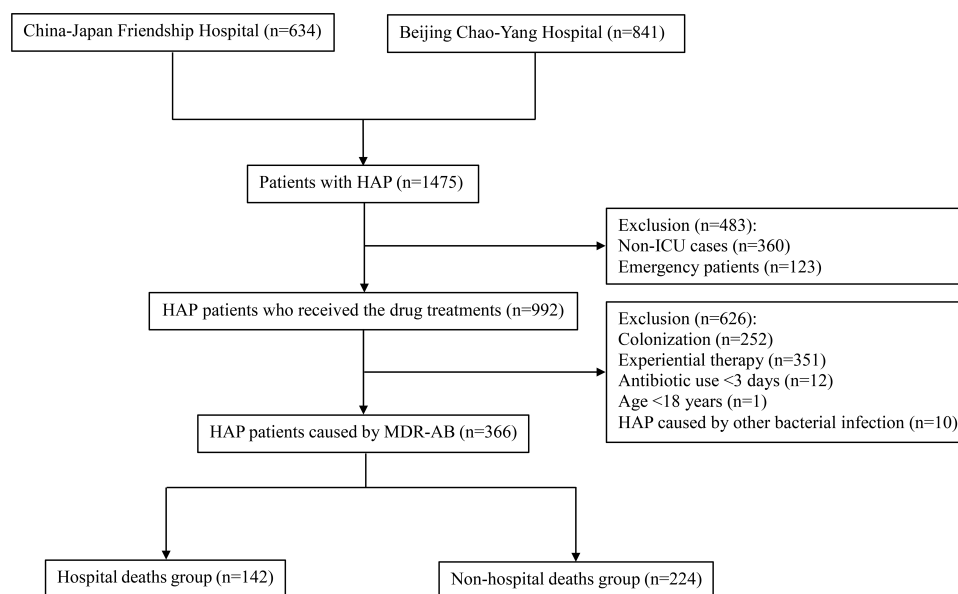 China-Japan Friendship Hospital (n=634)
Beijing Chao-Yang Hospital (n=841)
Patients with HAP (n=1475)
Exclusion (n=483):
Non-ICU cases (n=360)
Emergency patients (n=123)
HAP patients who received the drug treatments (n=992)
Exclusion (n=626):
Colonization (n=252)
Experiential therapy (n=351)
Antibiotic use <3 days (n=12)
Age <18 years (n=1)
HAP caused by other bacterial infection (n=10)
HAP patients caused by MDR-AB (n=366)
Hospital deaths group (n=142)
Non-hospital deaths group (n=224)